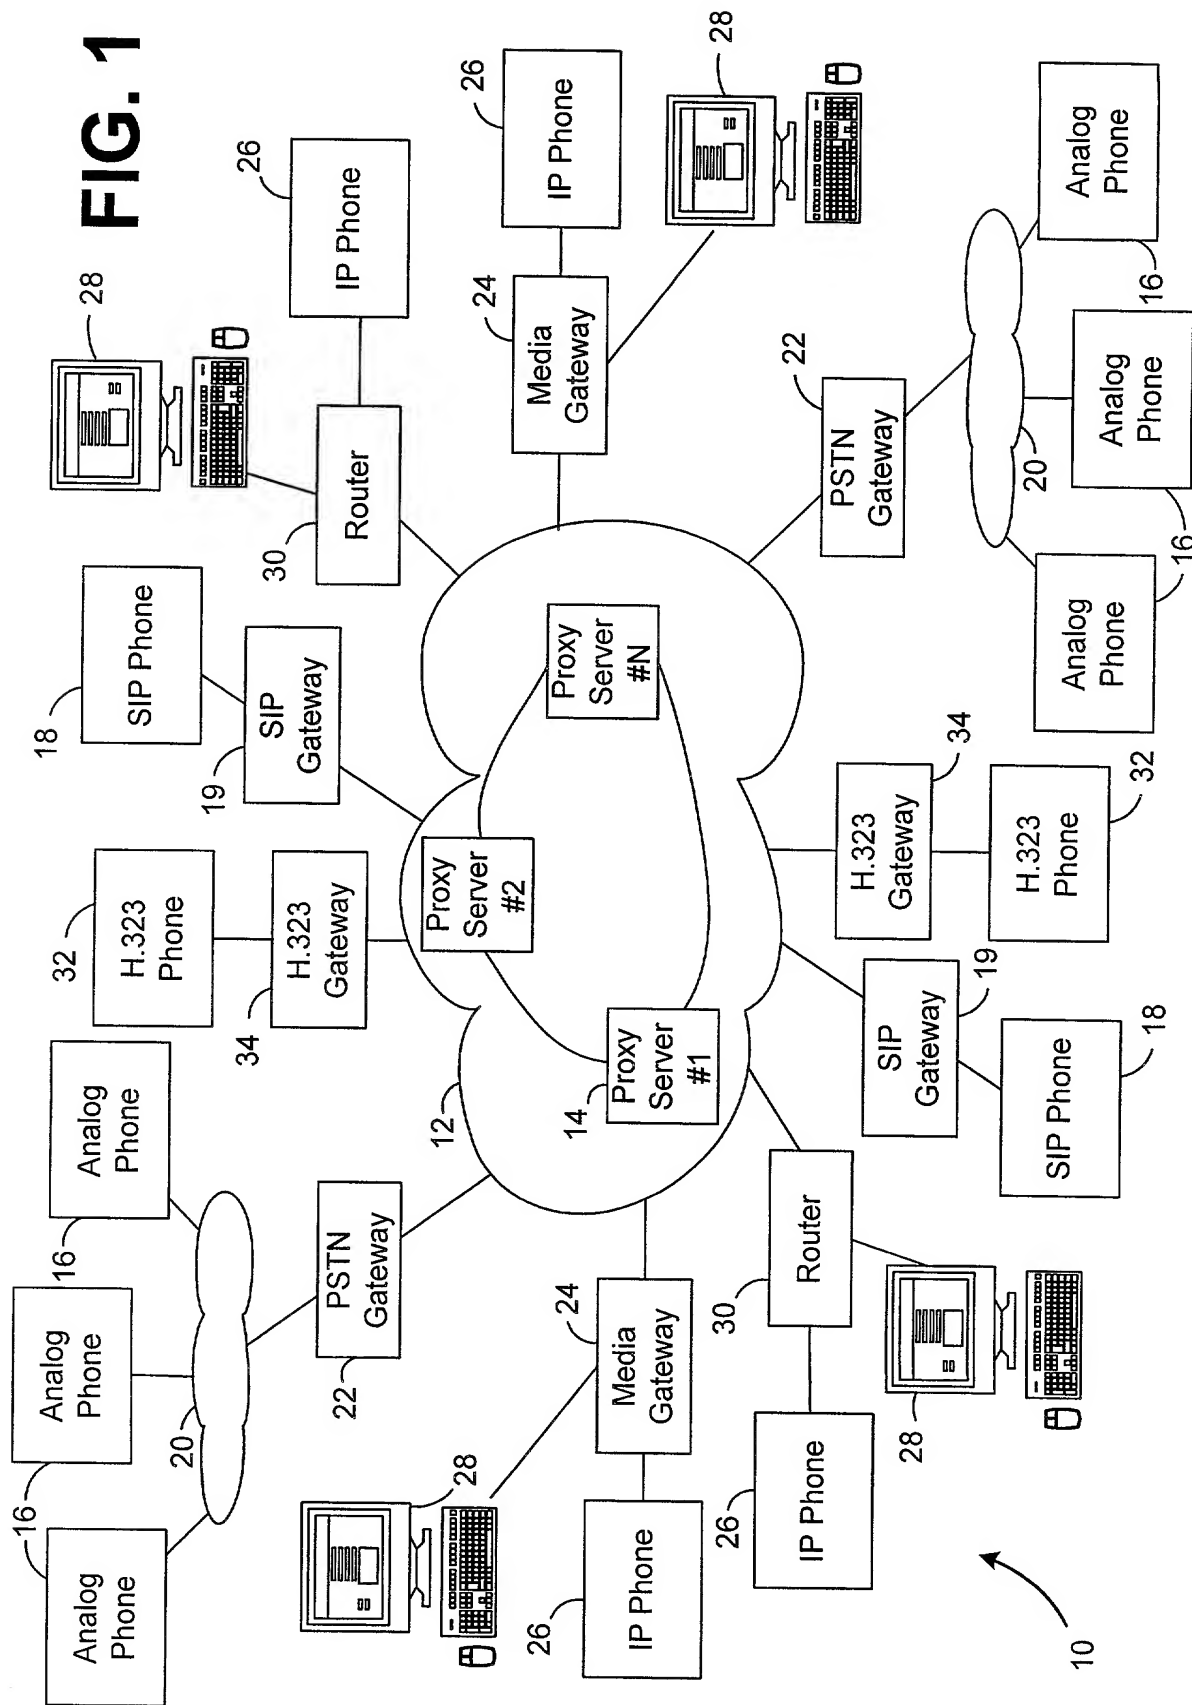 FIG. 1
16
Analog
Phone
16
Analog
Phone
16
Analog
Phone
20
22
PSTN
Gateway
32
H.323
Phone
34
H.323
Gateway
18
SIP Phone
19
SIP
Gateway
28
26
IP Phone
30
Router
28
26
IP Phone
24
Media
Gateway
12
14
Proxy
Server
#1
Proxy
Server
#2
Proxy
Server
#N
26
IP Phone
24
Media
Gateway
28
26
IP Phone
30
Router
28
19
SIP
Gateway
18
SIP Phone
34
H.323
Gateway
32
H.323
Phone
22
PSTN
Gateway
20
Analog
Phone
16
Analog
Phone
16
Analog
Phone
16
10